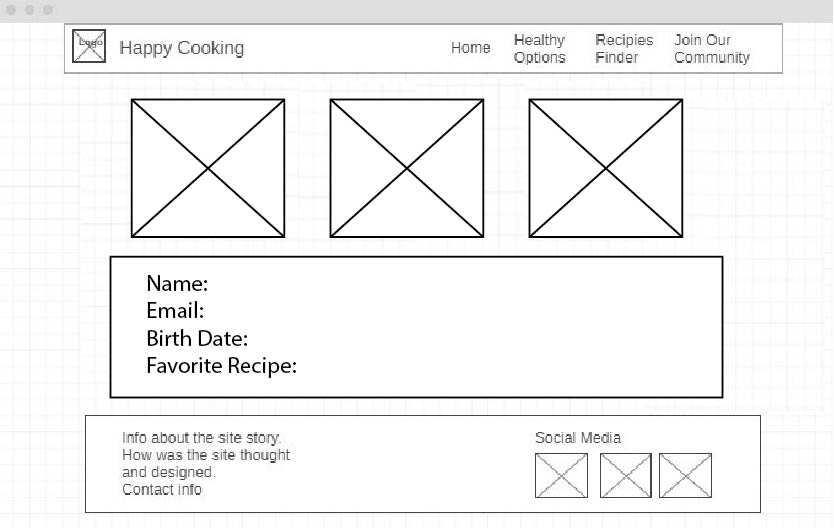 Logo
Happy Cooking
Home
Healthy
Options
Recipies
Finder
Join Our
Community
Name:
Email:
Birth Date:
Favorite Recipe:
Info about the site story.
How was the site thought
and designed.
Contact info
Social Media